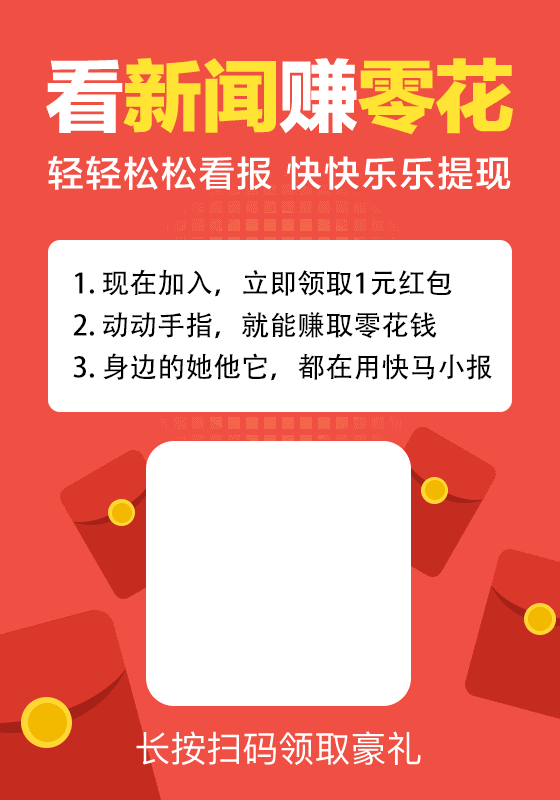 看新闻赚零花
轻轻松松看报 快快乐乐提现
1. 现在加入，立即领取1元红包
2. 动动手指，就能赚取零花钱
3. 身边的她他它，都在用快马小报
长按扫码领取豪礼